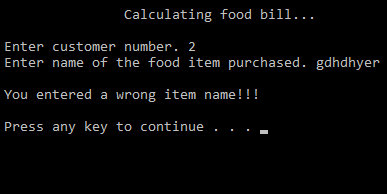 Calculating food bill...
Enter customer number. 2
Enter name of the food item purchased. gdhdhyer
You entered a wrong item name!!!
Press any key to continue . . .